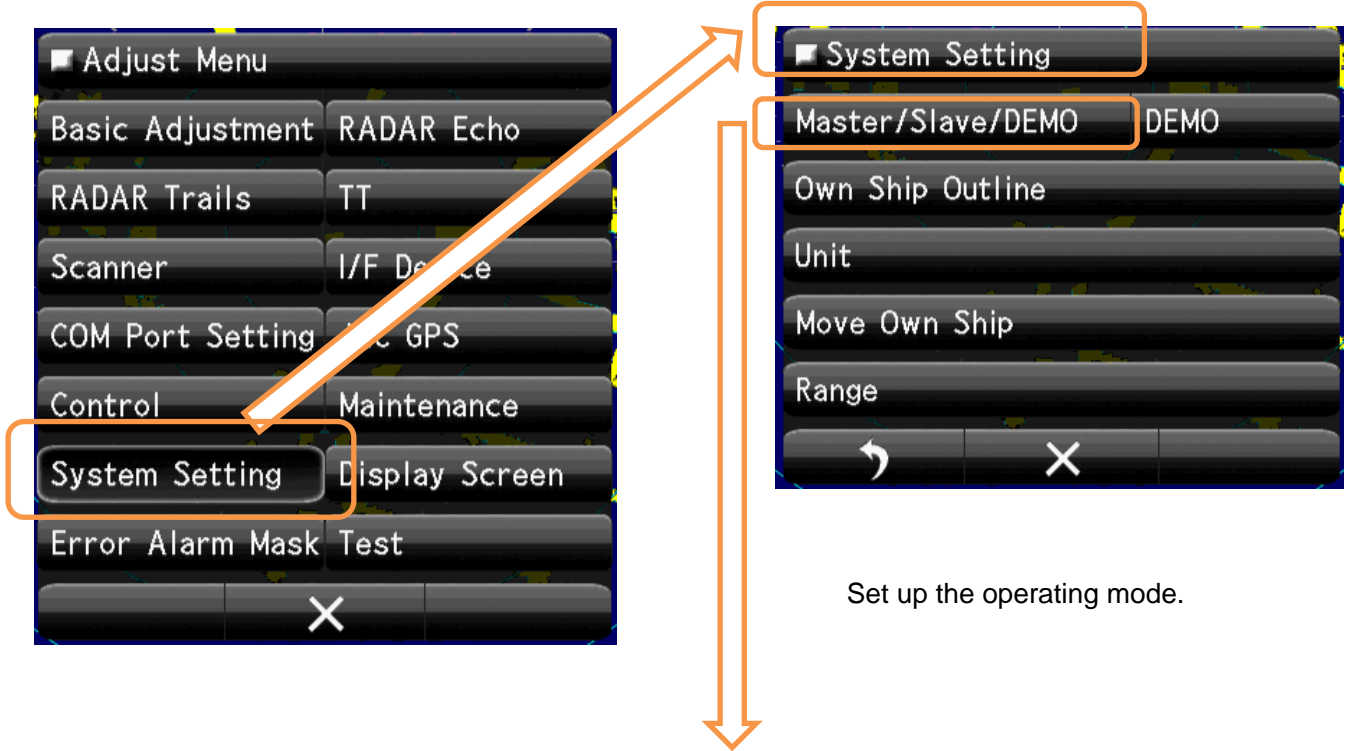 Adjust Menu
Basic Adjustment RADAR Echo
RADAR Trails TT
Scanner I/F
COM Port Setting GPS
Control Maintenance
System Setting Display Screen
Error Alarm Mask Test
System Setting
Master/Slave/DEMO DEMO
Own Ship Outline
Unit
Move Own Ship
Range
Set up the operating mode.